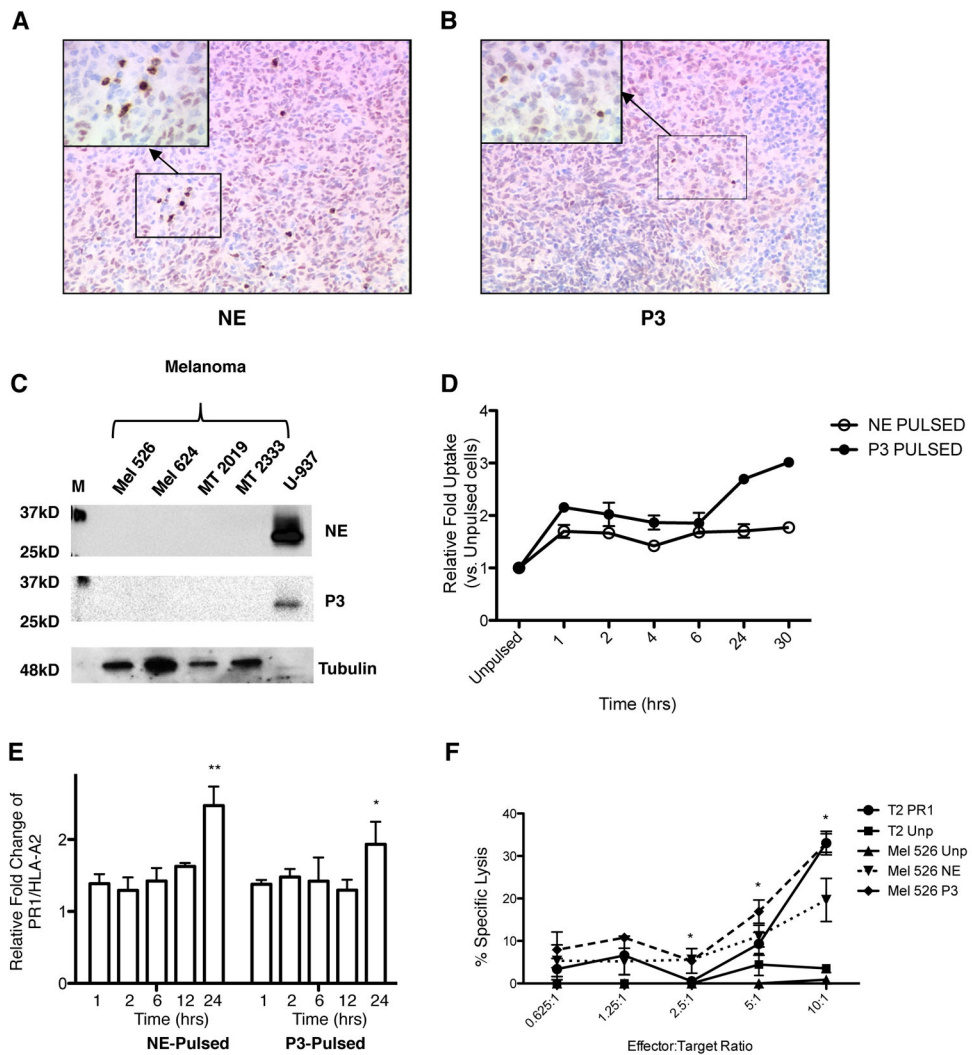 A
B
NE
P3
C
Melanoma
M
Mel 526
Mel 624
MT 2019
MT 2333
U-937
37kD
25kD
NE
37kD
25kD
P3
48kD
Tubulin
D
Relative Fold Uptake
(vs. Unpulsed cells)
4
3
2
1
0
Unpulsed
1
2
4
6
24
30
Time (hrs)
NE PULSED
P3 PULSED
E
Relative Fold Change of
PR1/HLA-A2
2
1
0
**
*
1 2 6 12 24 1 2 6 12 24
Time (hrs) Time (hrs)
NE-Pulsed P3-Pulsed
F
% Specific Lysis
40
30
20
10
0
*
*
*
0.625:1
1.25:1
2.5:1
5:1
10:1
Effector:Target Ratio
T2 PR1
T2 Unp
Mel 526 Unp
Mel 526 NE
Mel 526 P3